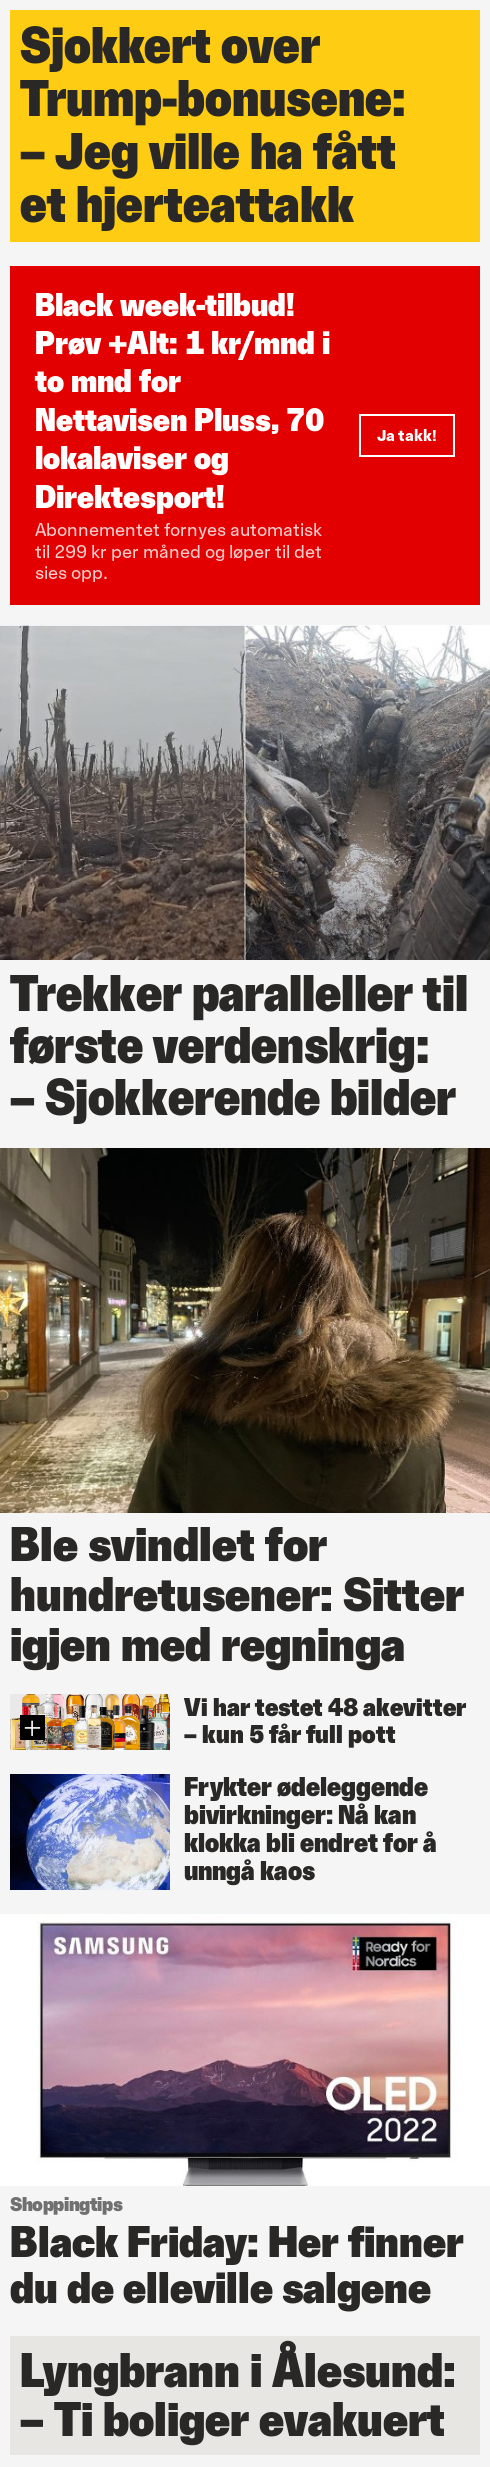 Sjokkert over
Trump-bonusene:
– Jeg ville ha fått
et hjerteattakk
Black week-tilbud!
Prøv +Alt: 1 kr/mnd i
to mnd for
Nettavisen Pluss, 70
lokalaviser og
Direktesport!
Ja takk!
Abonnementet fornyes automatisk
til 299 kr per måned og løper til det
sies opp.
Trekker paralleller til
første verdenskrig:
– Sjokkerende bilder
Ble svindlet for
hundretusener: Sitter
igjen med regninga
Vi har testet 48 akevitter
– kun 5 får full pott
Frykter ødeleggende
bivirkninger: Nå kan
klokka bli endret for å
unngå kaos
SAMSUNG
Ready for
Nordics
OLED
2022
Shoppingtips
Black Friday: Her finner
du de elleville salgene
Lyngbrann i Ålesund:
– Ti boliger evakuert